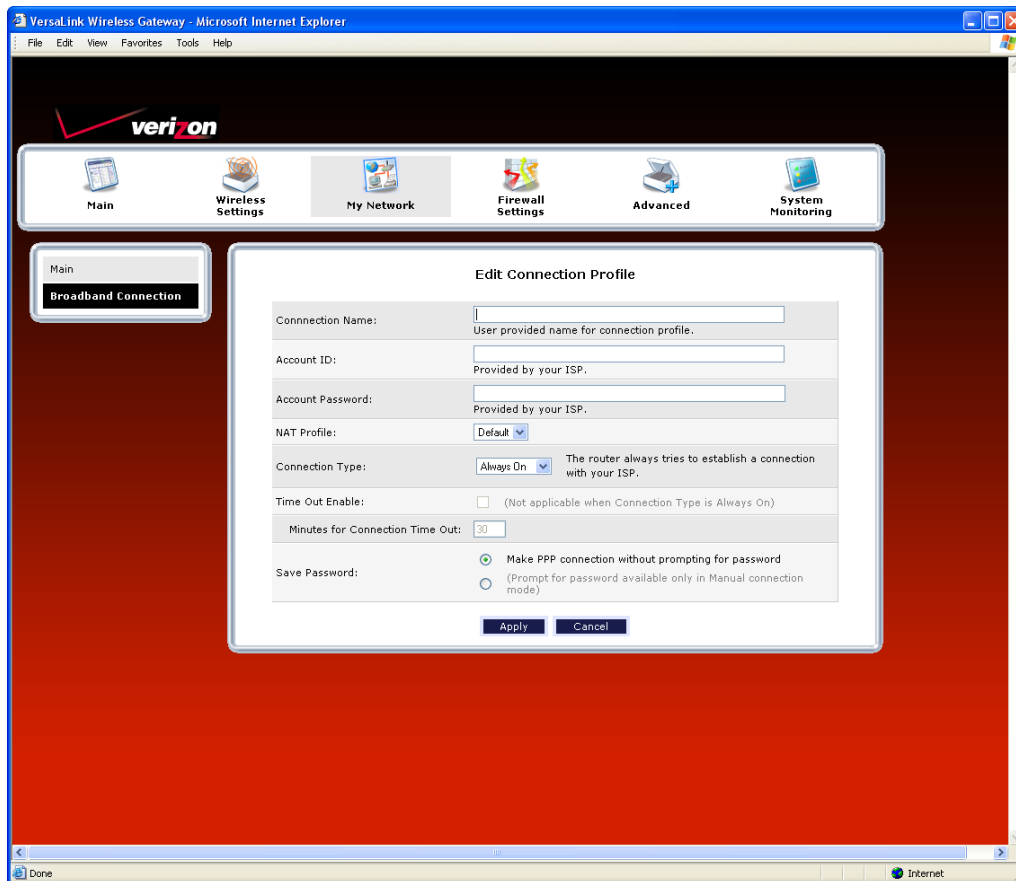 VersaLink Wireless Gateway - Microsoft Internet Explorer
File Edit View Favorites Tools Help
verizon
Main
Wireless Settings
My Network
Firewall Settings
Advanced
System Monitoring
Main
Broadband Connection
Edit Connection Profile
Connnection Name:
User provided name for connection profile.
Account ID:
Provided by your ISP.
Account Password:
Provided by your ISP.
NAT Profile: Default
Connection Type: Always On The router always tries to establish a connection
with your ISP.
Time Out Enable: (Not applicable when Connection Type is Always On)
Minutes for Connection Time Out: 30
Save Password:
Make PPP connection without prompting for password
(Prompt for password available only in Manual connection
mode)
Apply Cancel
Done Internet